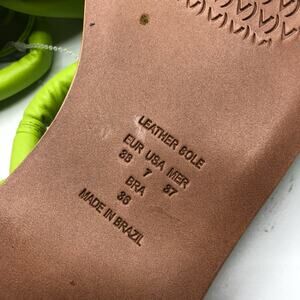 LEATHER SOLE
EUR USA MER
38 7 37
BRA
36
MADE IN BRAZIL